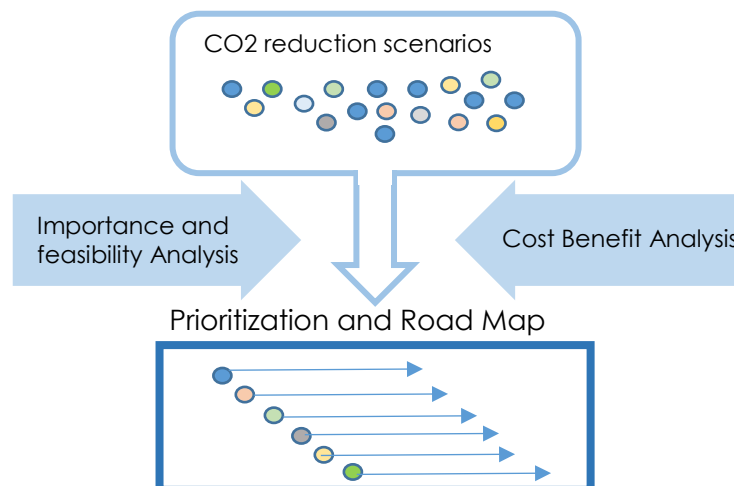 CO2 reduction scenarios
Importance and
feasibility Analysis
Cost Benefit Analysis
Prioritization and Road Map